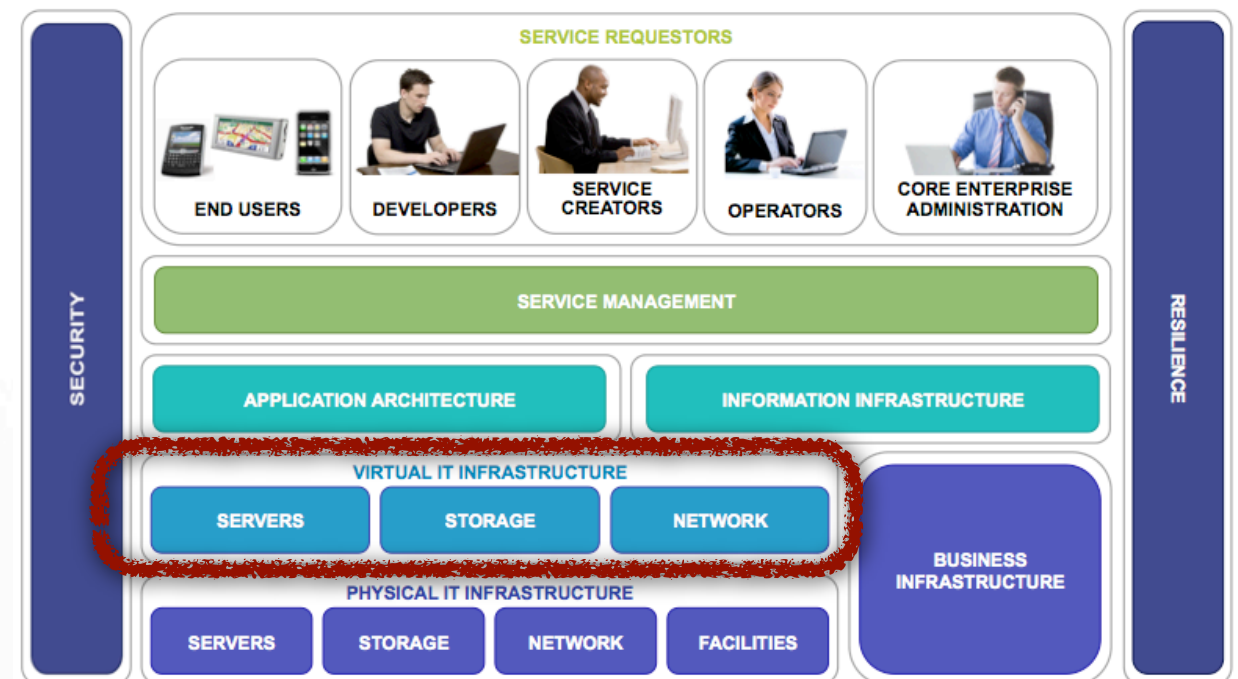 SERVICE REQUESTORS
END USERS
DEVELOPERS
SERVICE
CREATORS
OPERATORS
CORE ENTERPRISE
ADMINISTRATION
SECURITY
RESILIENCE
SERVICE MANAGEMENT
APPLICATION ARCHITECTURE
INFORMATION INFRASTRUCTURE
VIRTUAL IT INFRASTRUCTURE
SERVERS
STORAGE
NETWORK
BUSINESS
INFRASTRUCTURE
PHYSICAL IT INFRASTRUCTURE
SERVERS
STORAGE
NETWORK
FACILITIES